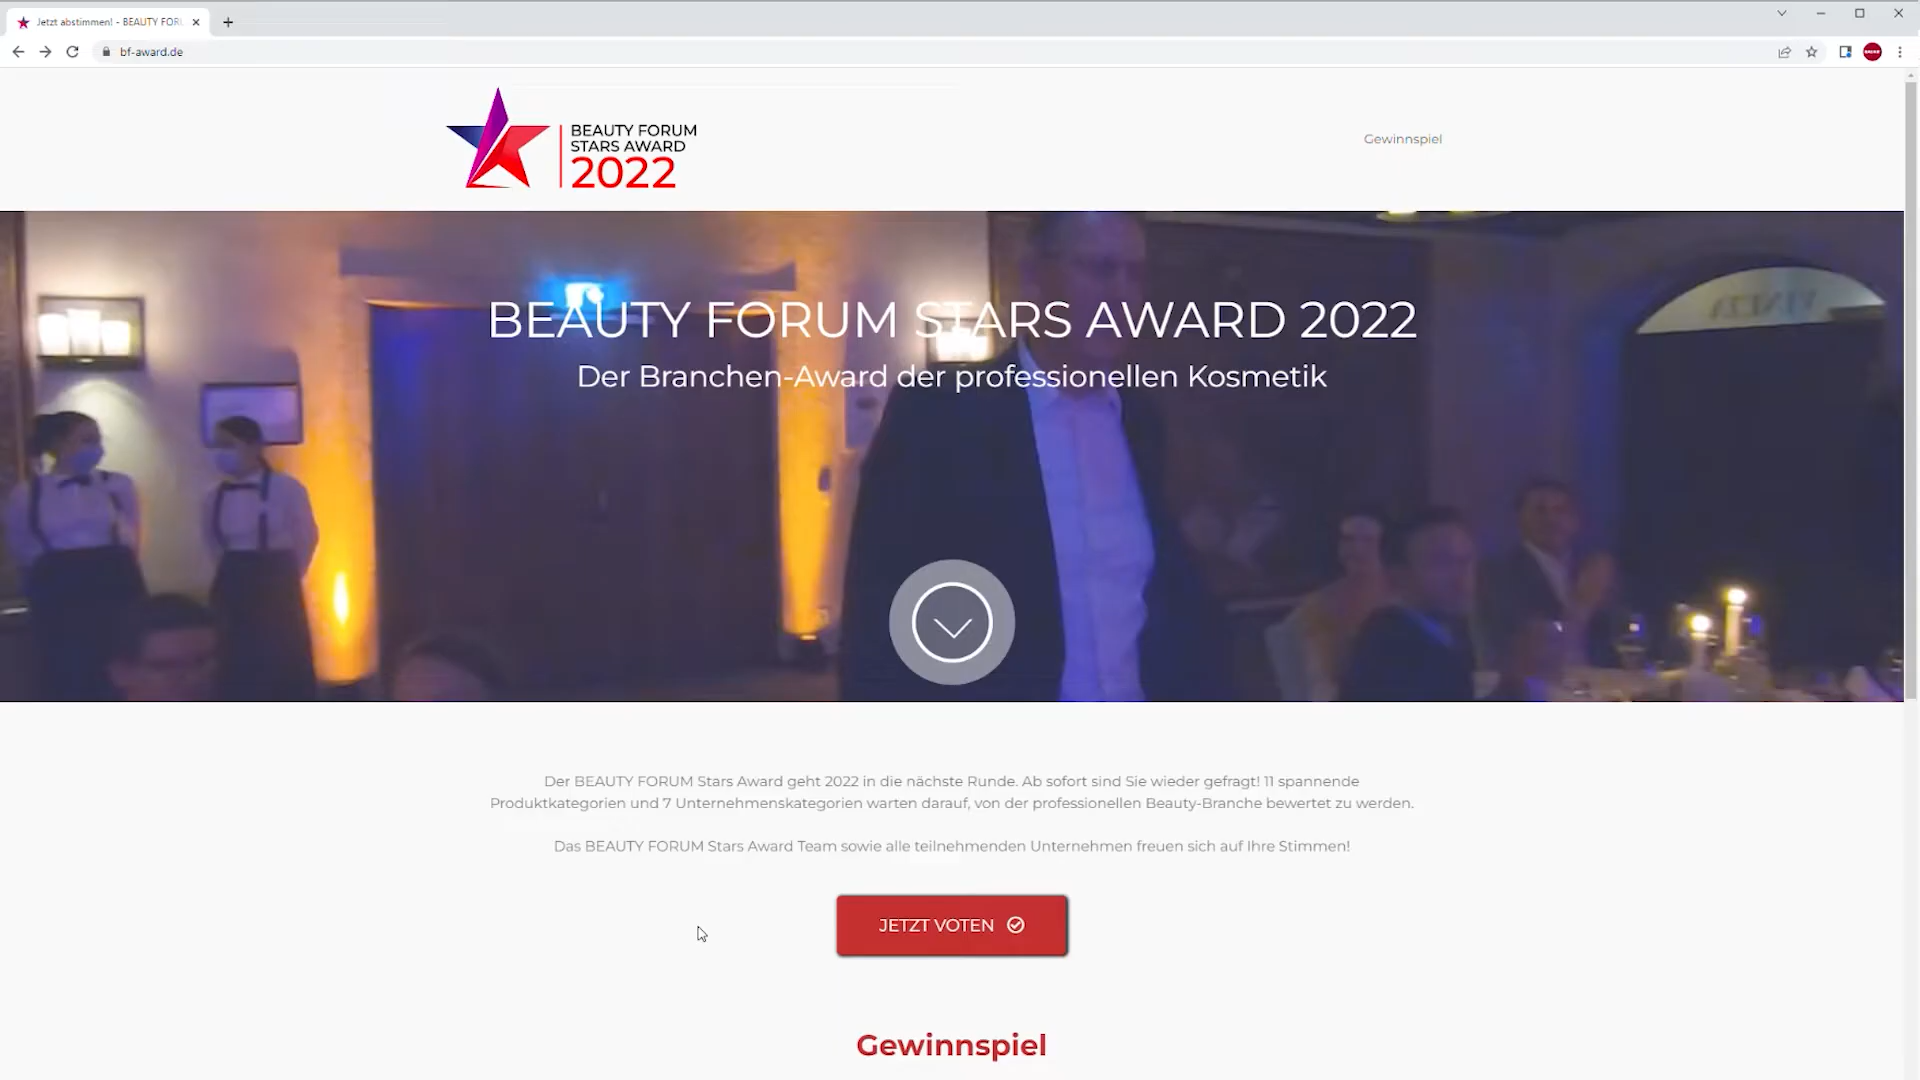 Jetzt abstimmen! - BEAUTY FOR
bf-award.de
BEAUTY FORUM
STARS AWARD
2022
Gewinnspiel
BEAUTY FORUM STARS AWARD 2022
Der Branchen-Award der professionellen Kosmetik
Der BEAUTY FORUM Stars Award geht 2022 in die nächste Runde. Ab sofort sind Sie wieder gefragt! 11 spannende
Produktkategorien und 7 Unternehmenskategorien warten darauf, von der professionellen Beauty-Branche bewertet zu werden.
Das BEAUTY FORUM Stars Award Team sowie alle teilnehmenden Unternehmen freuen sich auf Ihre Stimmen!
JETZT VOTEN
Gewinnspiel